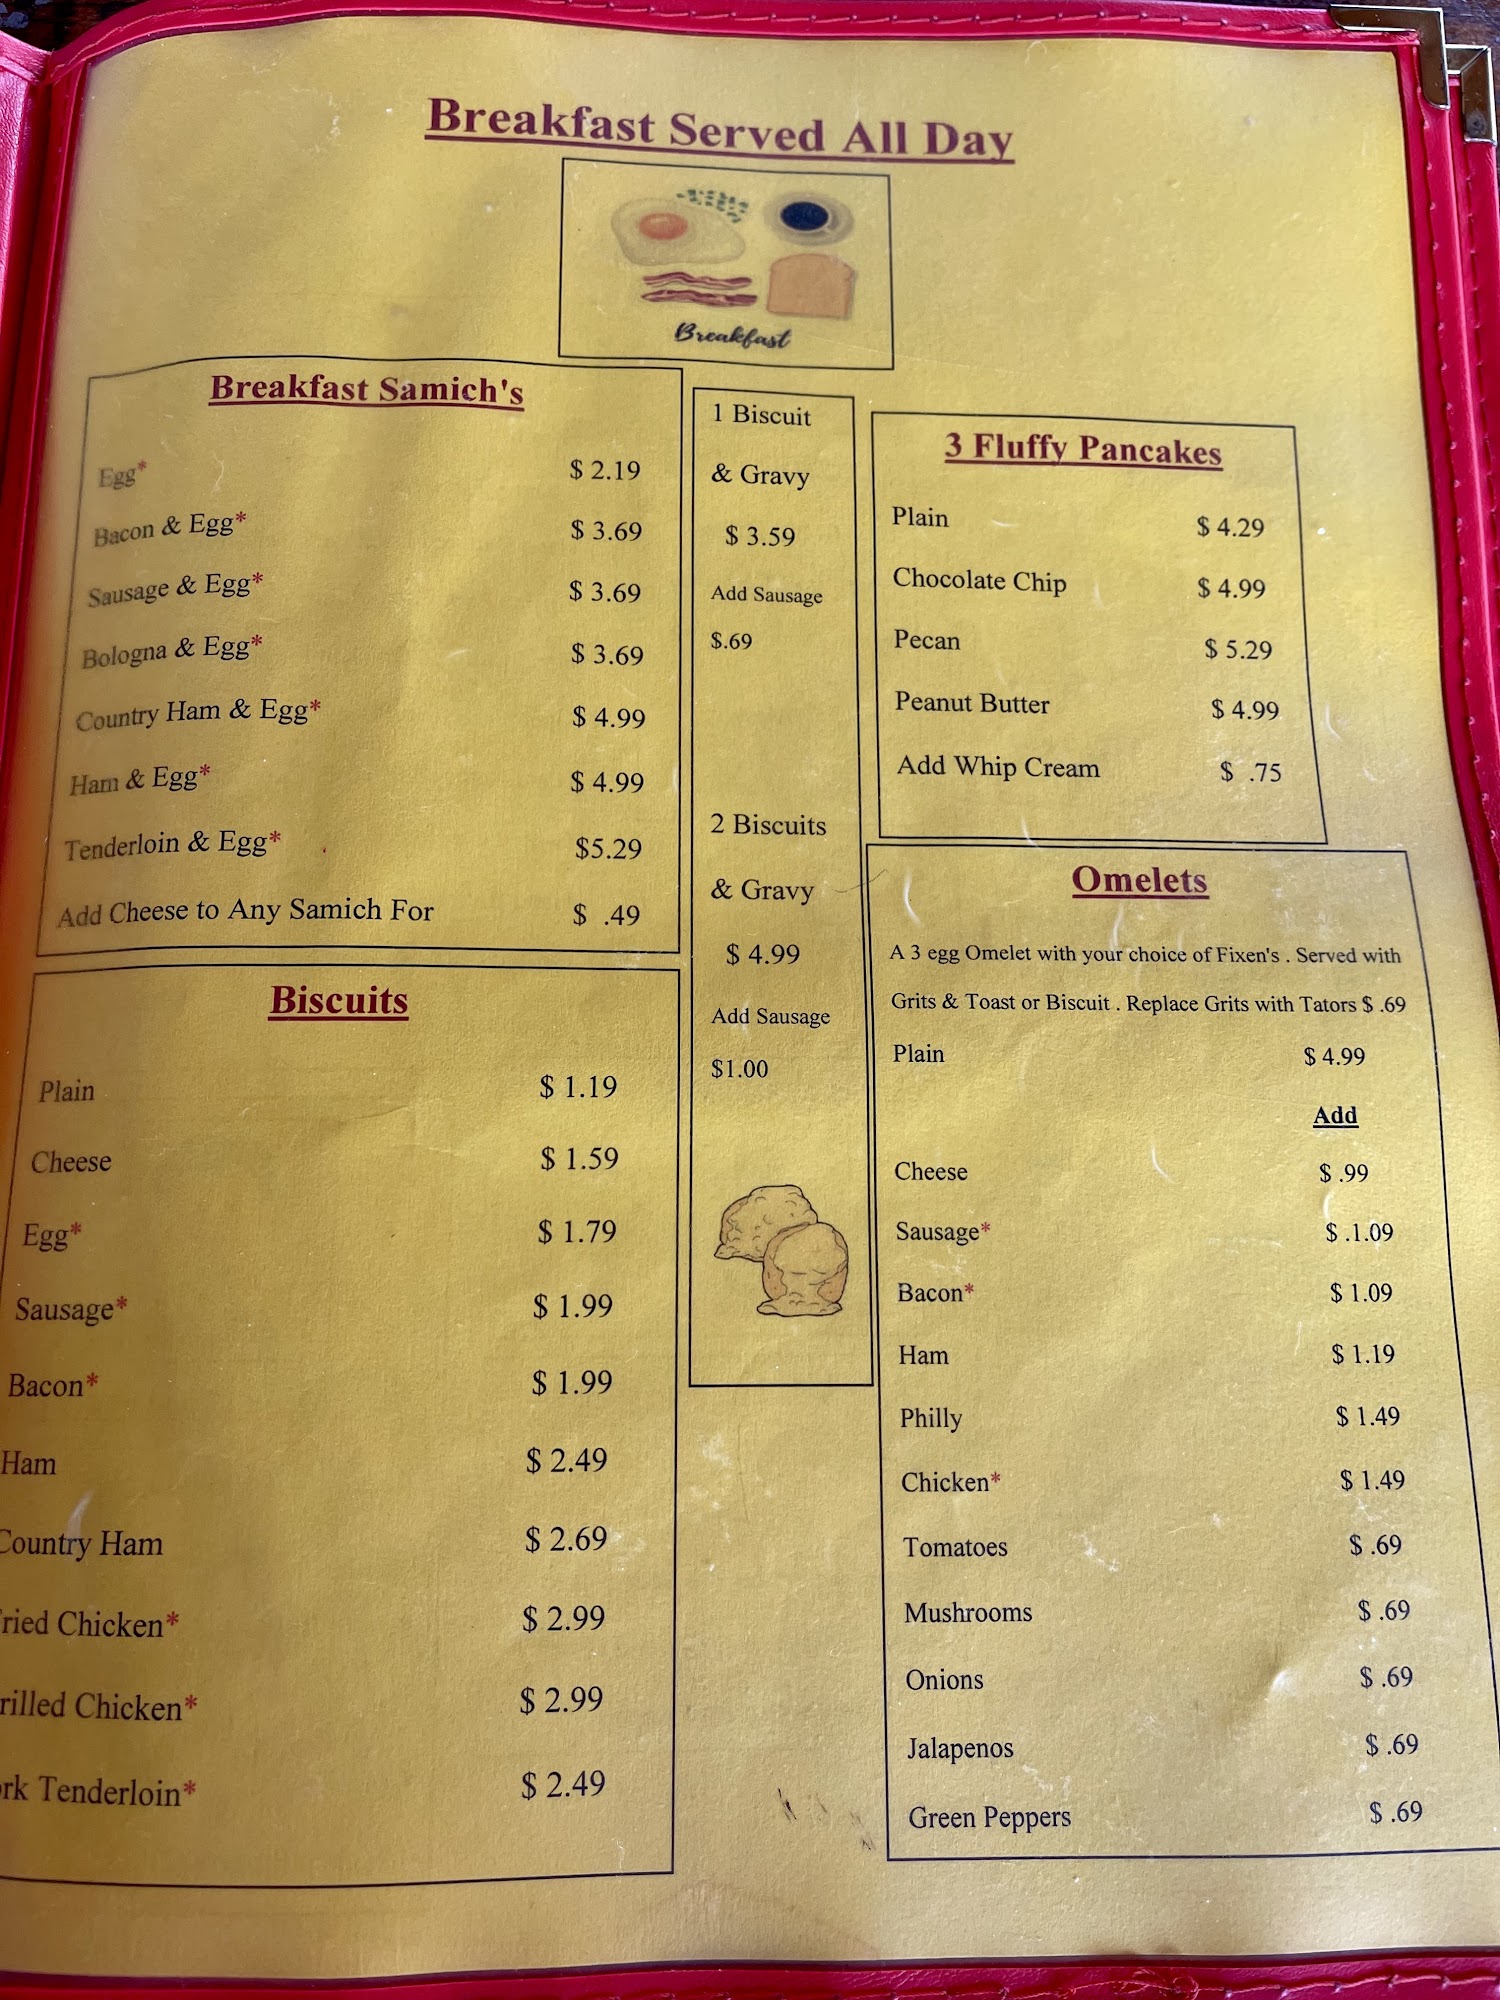 Breakfast Served All Day
Breakfast
Breakfast Samich's
Egg* $ 2.19
Bacon & Egg* $ 3.69
Sausage & Egg* $ 3.69
Bologna & Egg* $ 3.69
Country Ham & Egg* $ 4.99
Ham & Egg* $ 4.99
Tenderloin & Egg* $5.29
Add Cheese to Any Samich For $ .49
Biscuits
Plain $ 1.19
Cheese $ 1.59
Egg* $ 1.79
Sausage* $ 1.99
Bacon* $ 1.99
Ham $ 2.49
Country Ham $ 2.69
ried Chicken* $ 2.99
rilled Chicken* $ 2.99
ork Tenderloin* $ 2.49
1 Biscuit
& Gravy
$ 3.59
Add Sausage
$.69
2 Biscuits
& Gravy
$ 4.99
Add Sausage
$1.00
3 Fluffy Pancakes
Plain $ 4.29
Chocolate Chip $ 4.99
Pecan $ 5.29
Peanut Butter $ 4.99
Add Whip Cream $ .75
Omelets
A 3 egg Omelet with your choice of Fixen's . Served with
Grits & Toast or Biscuit . Replace Grits with Tators $ .69
Plain $ 4.99
Add
Cheese $ .99
Sausage* $ .1.09
Bacon* $ 1.09
Ham $ 1.19
Philly $ 1.49
Chicken* $ 1.49
Tomatoes $ .69
Mushrooms $ .69
Onions $ .69
Jalapenos $ .69
Green Peppers $ .69